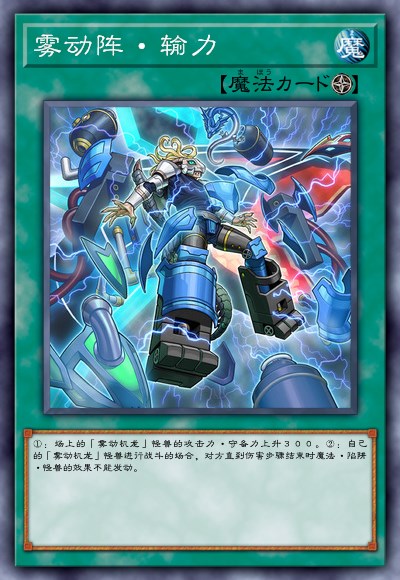 雾动阵·输力
魔
【魔法カード】
まほう
①：场上的「雾动机龙」怪兽的攻击力·守备力上升３００。②：自己
的「雾动机龙」怪兽进行战斗的场合，对方直到伤害步骤结束时魔法·陷阱
·怪兽的效果不能发动。